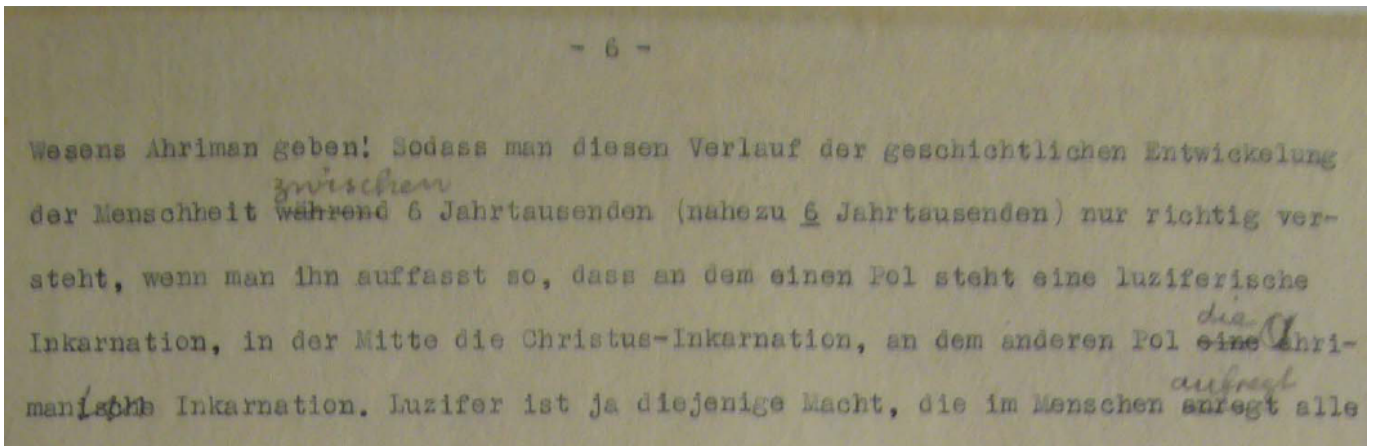 - 6 -
Wesens Ahriman geben! Sodass man diesen Verlauf der geschichtlichen Entwickelung
zwischen
der Menschheit während 6 Jahrtausenden (nahezu 6 Jahrtausenden) nur richtig ver-
steht, wenn man ihn auffasst so, dass an dem einen Pol steht eine luziferische
die
Inkarnation, in der Mitte die Christus-Inkarnation, an dem anderen Pol eine Ahri-
aufregt
manische Inkarnation. Luzifer ist ja diejenige Macht, die im Menschen anregt alle